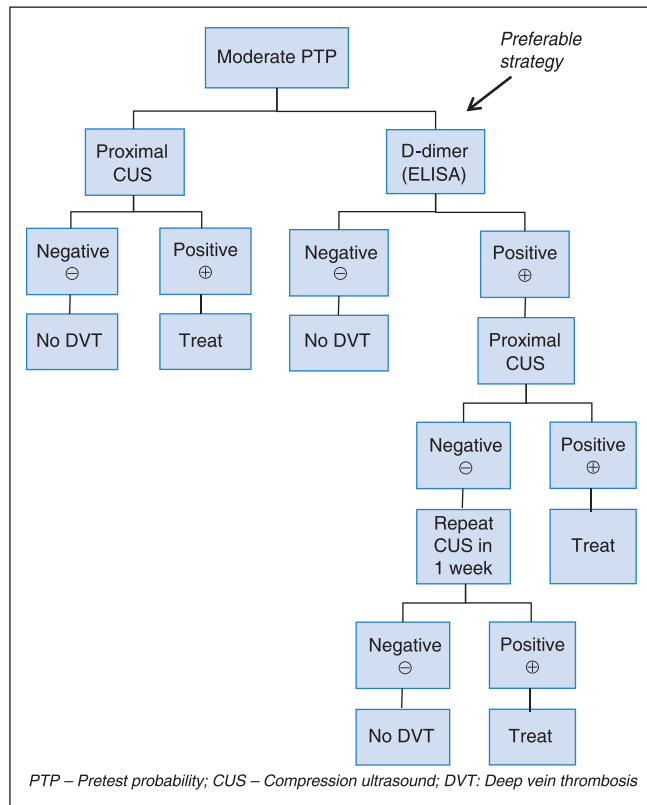 Preferable
strategy
Moderate PTP
Proximal
CUS
D-dimer
(ELISA)
Negative
⊖
Positive
⊕
Negative
⊖
Positive
⊕
No DVT
Treat
No DVT
Proximal
CUS
Negative
⊖
Positive
⊕
Repeat
CUS in
1 week
Treat
Negative
⊖
Positive
⊕
No DVT
Treat
PTP – Pretest probability; CUS – Compression ultrasound; DVT: Deep vein thrombosis